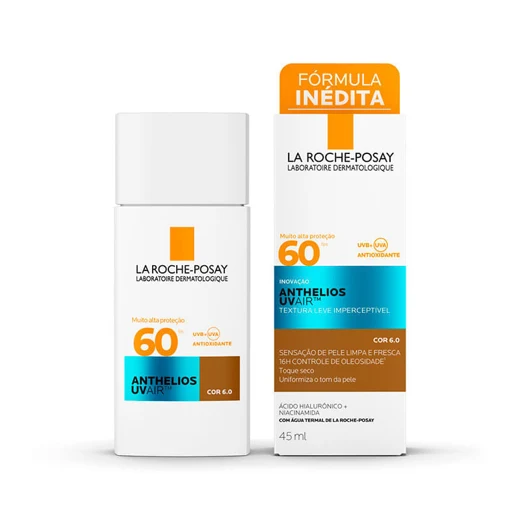 LA ROCHE-POSAY
LABORATOIRE DERMATOLOGIQUE
Muito alta proteção
60
UVB+ UVA
ANTIOXIDANTE
ANTHELIOS
UVAIR™
COR 6.0
FÓRMULA
INÉDITA
LA ROCHE-POSAY
LABORATOIRE DERMATOLOGIQUE
Muito alta proteção
60
UVB+ UVA
ANTIOXIDANTE
INOVAÇÃO
ANTHELIOS
UVAIR™
TEXTURA LEVE IMPERCEPTÍVEL
COR 6.0
SENSAÇÃO DE PELE LIMPA E FRESCA
16H CONTROLE DE OLEOSIDADE
Toque seco
Uniformiza o tom da pele
ÁCIDO HIALURÔNICO +
NIACINAMIDA
COM ÁGUA TERMAL DE LA ROCHE-POSAY
45 ml